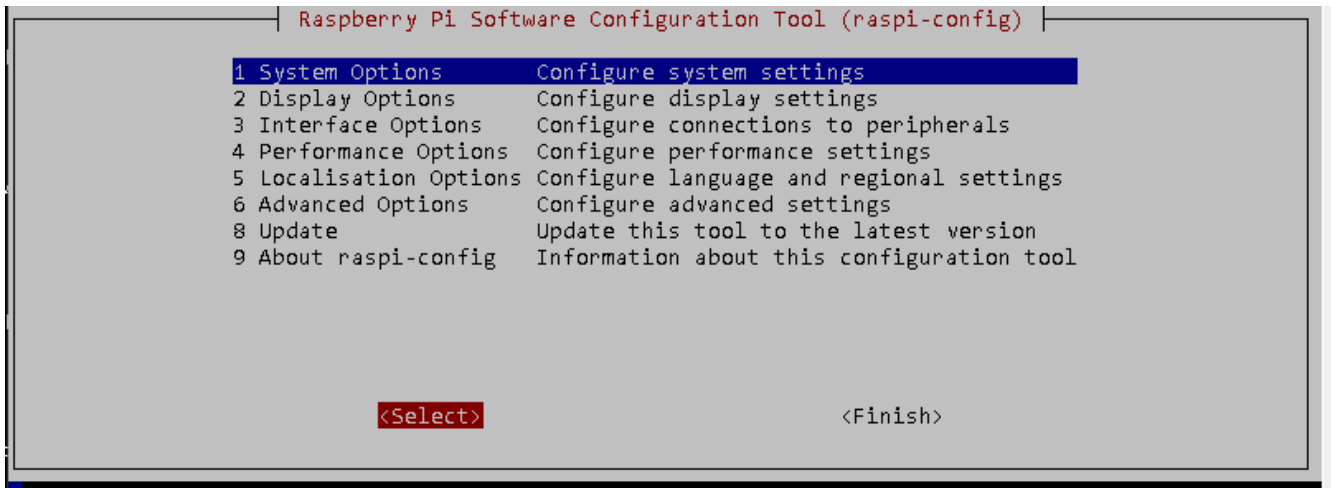 Raspberry Pi Software Configuration Tool (raspi-config)
1 System Options Configure system settings
2 Display Options Configure display settings
3 Interface Options Configure connections to peripherals
4 Performance Options Configure performance settings
5 Localisation Options Configure language and regional settings
6 Advanced Options Configure advanced settings
8 Update Update this tool to the latest version
9 About raspi-config Information about this configuration tool
<Select> <Finish>